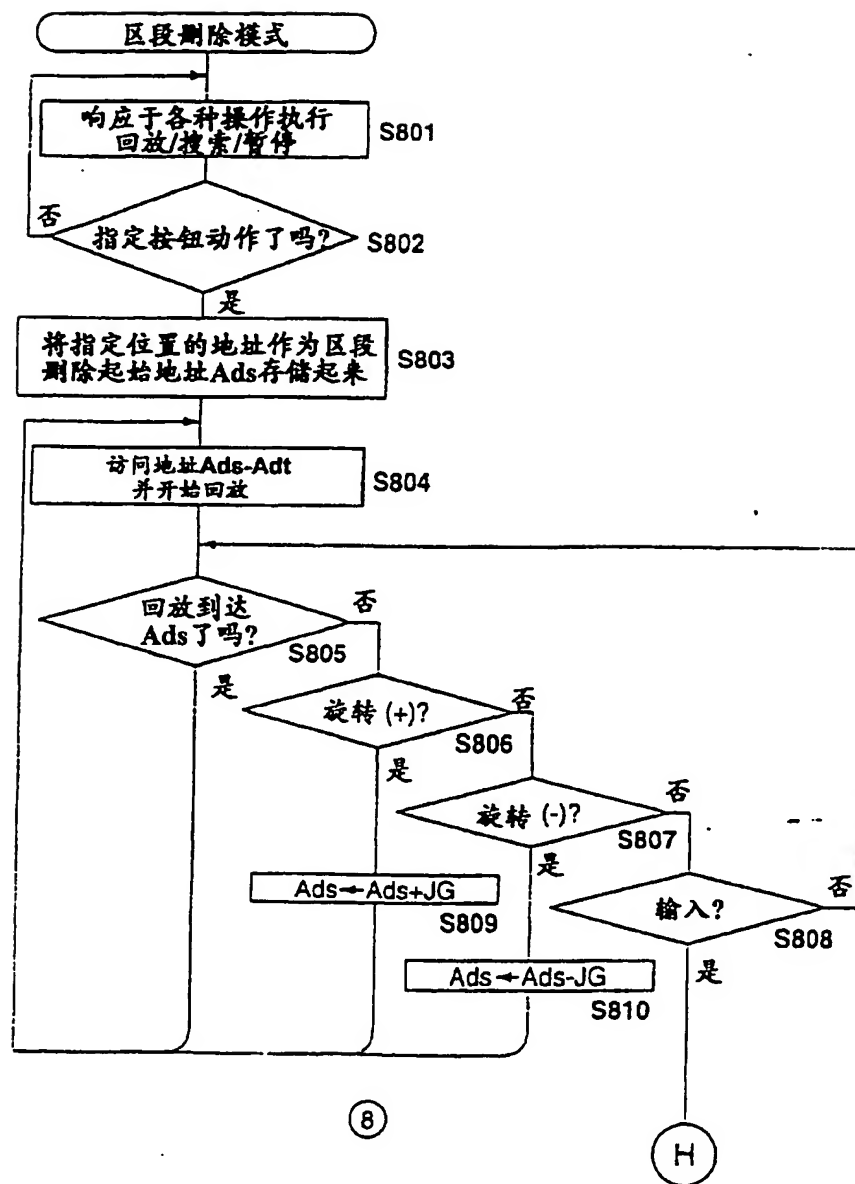 区段删除模式
响应于各种操作执行
回放/搜索/暂停
S801
否
指定按钮动作了吗?
S802
是
将指定位置的地址作为区段
删除起始地址Ads存储起来
S803
访问地址Ads-Adt
并开始回放
S804
回放到达
Ads了吗?
否
S805
是
旋转 (+)?
否
S806
是
旋转 (-)?
否
S807
是
Ads←Ads+JG
S809
输入?
否
S808
是
Ads←Ads-JG
S810
8
H